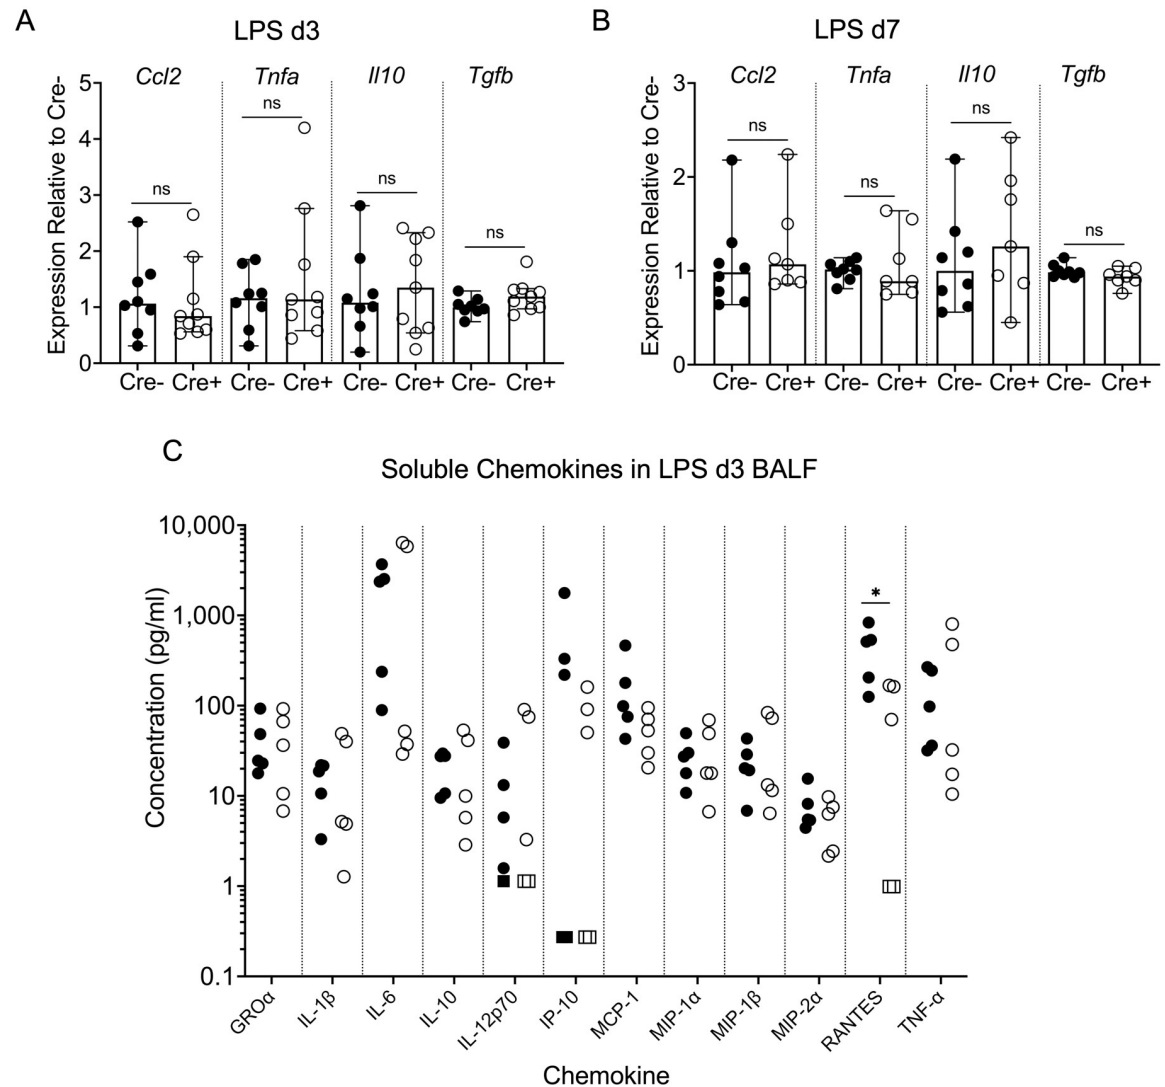 A
LPS d3
Ccl2 Tnfa Il10 Tgfb
Expression Relative to Cre-
5
4
3
2
1
0
ns ns ns ns
Cre- Cre+ Cre- Cre+ Cre- Cre+ Cre- Cre+
B
LPS d7
Ccl2 Tnfa Il10 Tgfb
Expression Relative to Cre-
3
2
1
0
ns ns ns ns
Cre- Cre+ Cre- Cre+ Cre- Cre+ Cre- Cre+
C
Soluble Chemokines in LPS d3 BALF
Concentration (pg/ml)
10,000
1,000
100
10
1
0.1
*
GROα IL-1β IL-6 IL-10 IL-12p70 IP-10 MCP-1 MIP-1α MIP-1β MIP-2α RANTES TNF-α
Chemokine